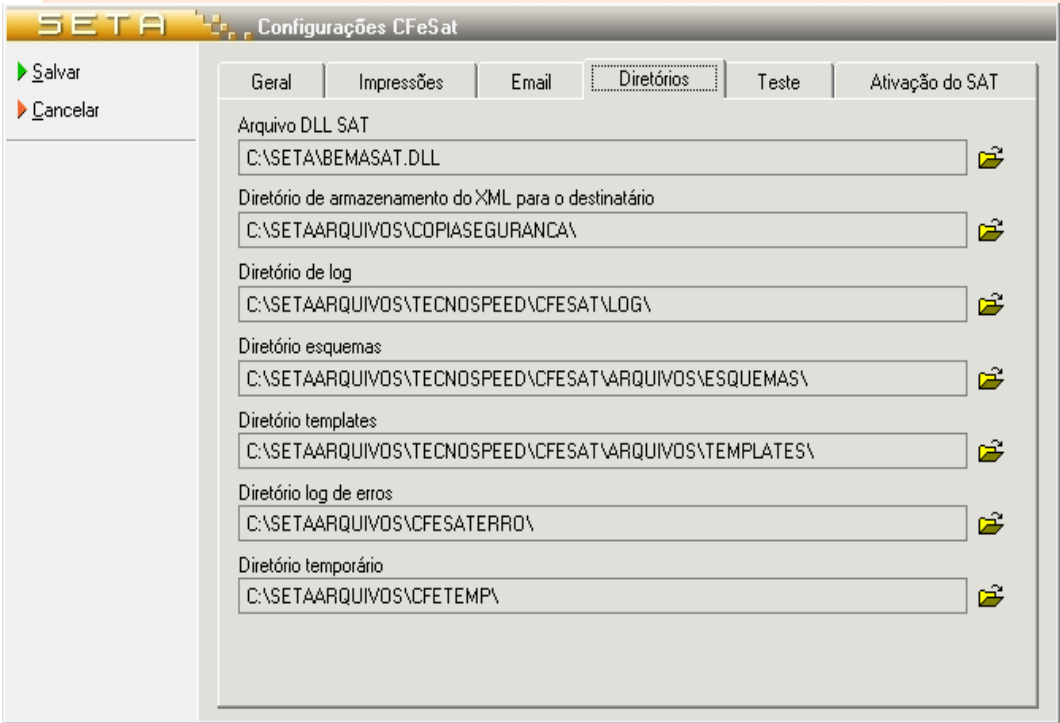 SETA Configurações CFeSat
Salvar
Cancelar
Geral Impressões Email Diretórios Teste Ativação do SAT
Arquivo DLL SAT
C:\SETA\BEMASAT.DLL
Diretório de armazenamento do XML para o destinatário
C:\SETAARQUIVOS\COPIASEGURANCA\
Diretório de log
C:\SETAARQUIVOS\TECNOSPEED\CFESAT\LOG\
Diretório esquemas
C:\SETAARQUIVOS\TECNOSPEED\CFESAT\ARQUIVOS\ESQUEMAS\
Diretório templates
C:\SETAARQUIVOS\TECNOSPEED\CFESAT\ARQUIVOS\TEMPLATES\
Diretório log de erros
C:\SETAARQUIVOS\CFESATERRO\
Diretório temporário
C:\SETAARQUIVOS\CFETEMP\